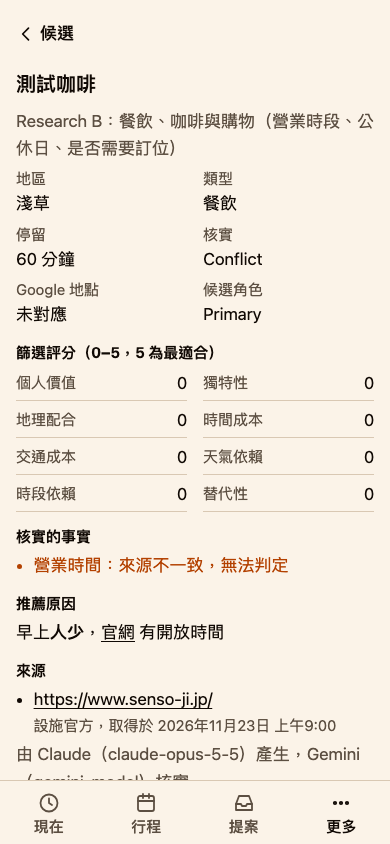 候選
測試咖啡
Research B：餐飲、咖啡與購物（營業時段、公
休日、是否需要訂位）
地區
類型
淺草
餐飲
停留
核實
60 分鐘
Conflict
Google 地點
候選角色
未對應
Primary
篩選評分（0–5，5 為最適合）
個人價值 0
獨特性 0
地理配合 0
時間成本 0
交通成本 0
天氣依賴 0
時段依賴 0
替代性 0
核實的事實
• 營業時間：來源不一致，無法判定
推薦原因
早上人少，官網 有開放時間
來源
• https://www.senso-ji.jp/
設施官方，取得於 2026年11月23日 上午9:00
由 Claude（claude-opus-5-5）產生，Gemini
現在
行程
提案
更多